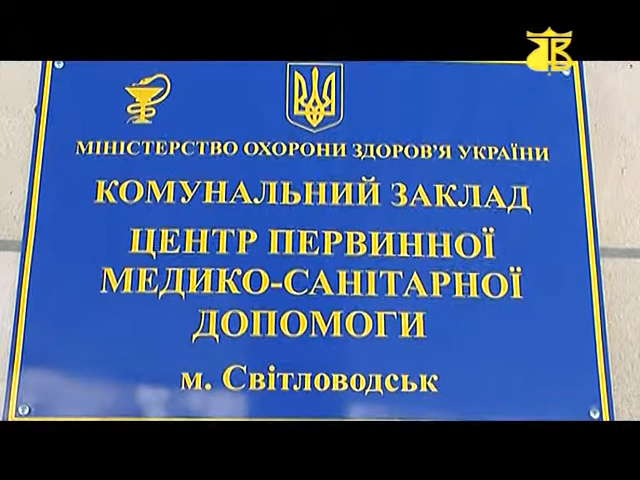 МІНІСТЕРСТВО ОХОРОНИ ЗДОРОВ'Я УКРАЇНИ
КОМУНАЛЬНИЙ ЗАКЛАД
ЦЕНТР ПЕРВИННОЇ
МЕДИКО-САНІТАРНОЇ
ДОПОМОГИ
м. Світловодськ